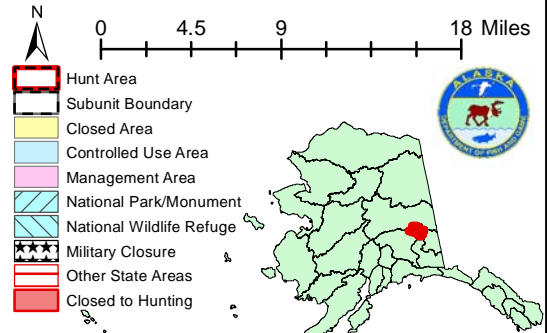 N
0 4.5 9 18 Miles
Hunt Area
Subunit Boundary
Closed Area
Controlled Use Area
Management Area
National Park/Monument
National Wildlife Refuge
Military Closure
Other State Areas
Closed to Hunting
ALASKA
DEPARTMENT OF FISH AND GAME